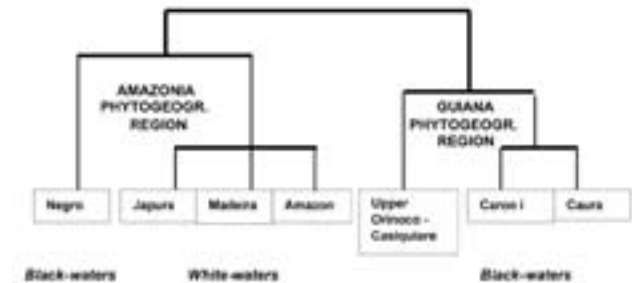 AMAZONIA
PHYTOGEOGR.
REGION
GUIANA
PHYTOGEOGR.
REGION
Negro
Japura
Madeira
Amazon
Upper
Orinoco -
Casiquiare
Caron i
Caura
Black-waters
White-waters
Black-waters